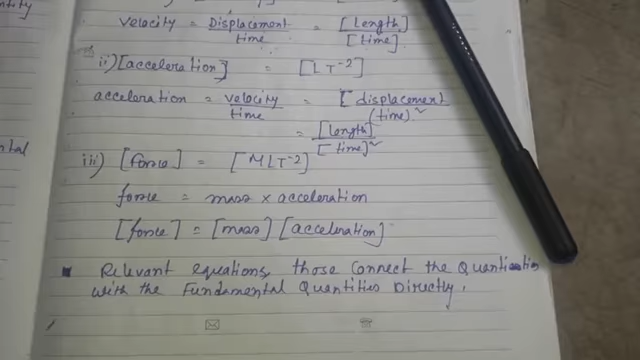 entity
velocity = Displacement / time = [length] / [time]
ii) [acceleration] = [LT⁻²]
acceleration = velocity / time = [displacement / (time)²
= [length] / [time]²
ntal
iii) [force] = [MLT⁻²]
force = mass × acceleration
[force] = [mass] [acceleration]
▪ Relevant equations, those connect the Quantities
with the Fundamental Quantities Directly.